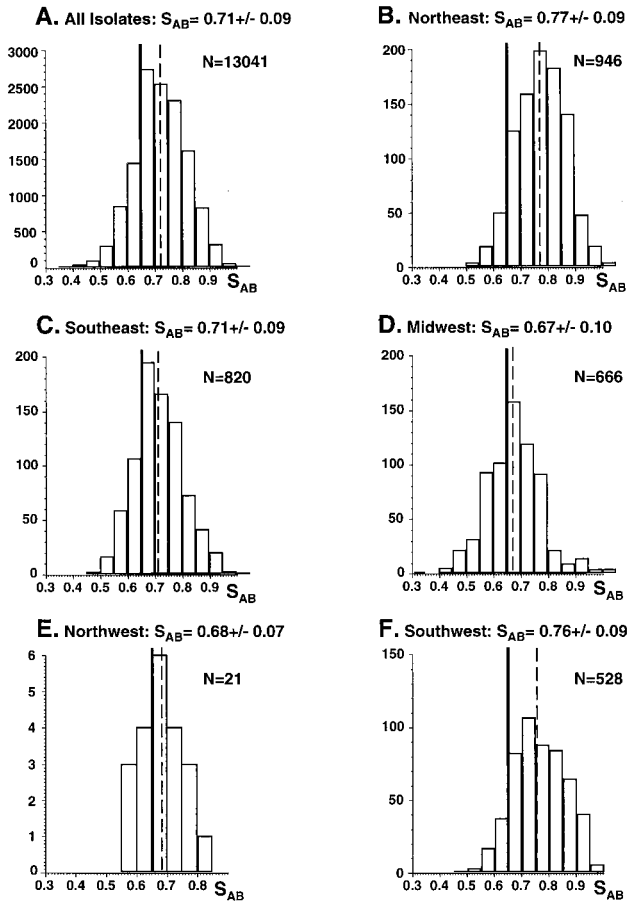 A. All Isolates: SAB= 0.71+/- 0.09
N=13041
3000
2500
2000
1500
1000
500
0
0.3 0.4 0.5 0.6 0.7 0.8 0.9 SAB
B. Northeast: SAB= 0.77+/- 0.09
N=946
200
150
100
50
0
0.3 0.4 0.5 0.6 0.7 0.8 0.9 SAB
C. Southeast: SAB= 0.71+/- 0.09
N=820
200
150
100
50
0
0.3 0.4 0.5 0.6 0.7 0.8 0.9 SAB
D. Midwest: SAB= 0.67+/- 0.10
N=666
200
150
100
50
0
0.3 0.4 0.5 0.6 0.7 0.8 0.9 SAB
E. Northwest: SAB= 0.68+/- 0.07
N=21
6
5
4
3
2
1
0
0.3 0.4 0.5 0.6 0.7 0.8 SAB
F. Southwest: SAB= 0.76+/- 0.09
N=528
150
100
50
0
0.3 0.4 0.5 0.6 0.7 0.8 0.9 SAB